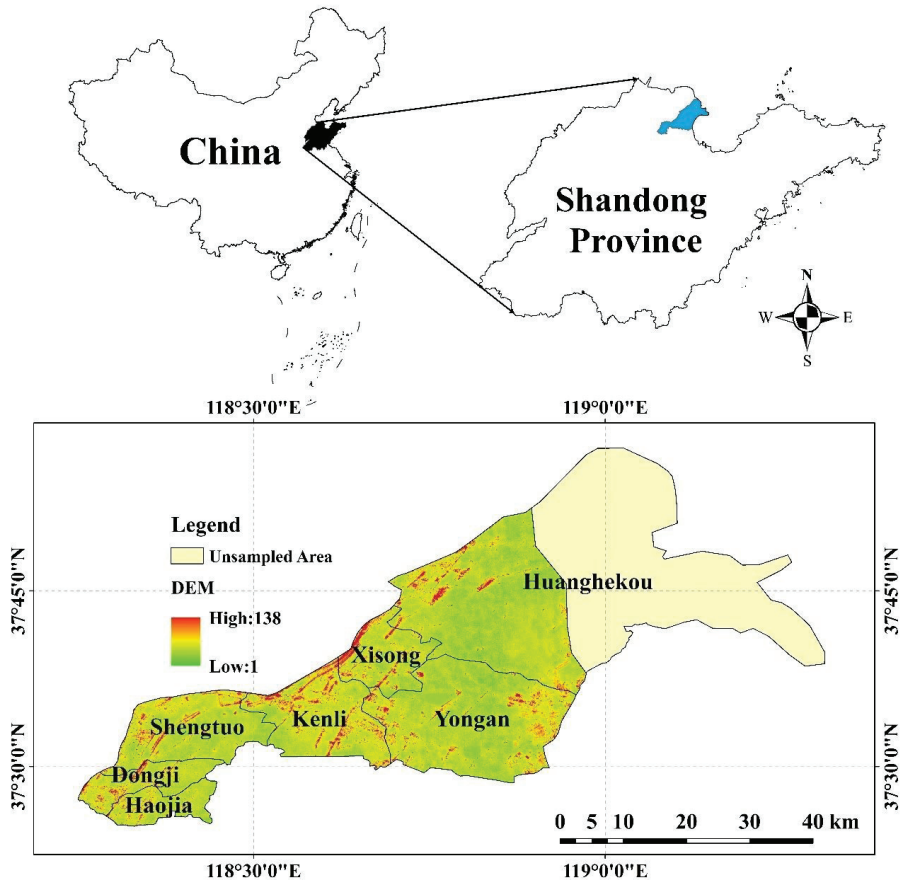 China
Shandong
Province
N
W E
S
118°30'0"E 119°0'0"E
Legend
Unsampled Area
DEM
High:138
Low:1
37°45'0"N
37°30'0"N
Huanghekou
Xisong
Shengtuo
Kenli
Yongan
Dongji
Haojia
37°45'0"N
37°30'0"N
0 5 10 20 30 40 km
118°30'0"E 119°0'0"E